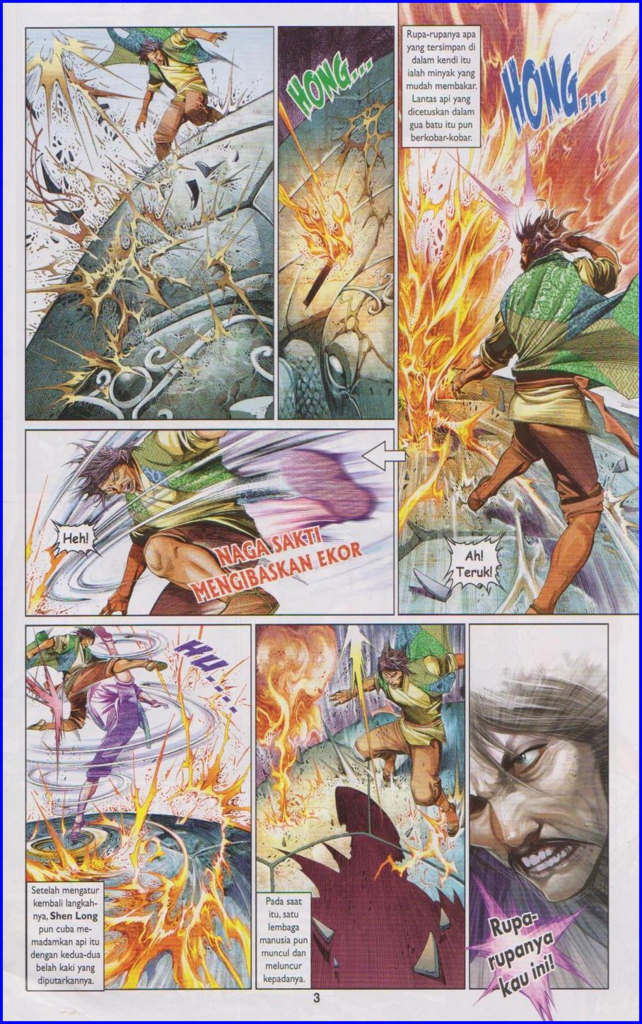 HONG...
Rupa-rupanya apa
yang tersimpan di
dalam kendi itu
ialah minyak yang
mudah membakar.
Lantas api yang
dicetuskan dalam
gua batu itu pun
berkobar-kobar.
HONG...
Ah!
Teruk!
Heh!
NAGA SAKTI
MENGIBASKAN EKOR
HU...
Setelah mengatur
kembali langkah-
nya, Shen Long
pun cuba me-
madamkan api itu
dengan kedua-dua
belah kaki yang
diputarkannya.
Pada saat
itu, satu
lembaga
manusia pun
muncul dan
meluncur
kepadanya.
Rupa-
rupanya
kau ini!
3